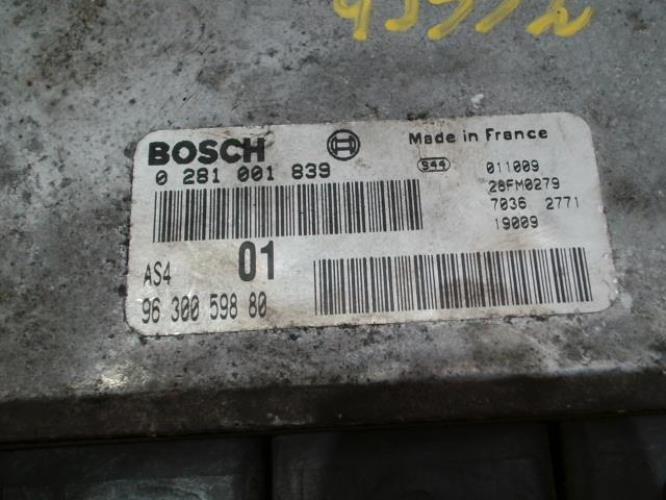 BOSCH
Made in France
0 281 001 839
S44
011009
28FM0279
7036 2771
19009
AS4
01
96 300 598 80